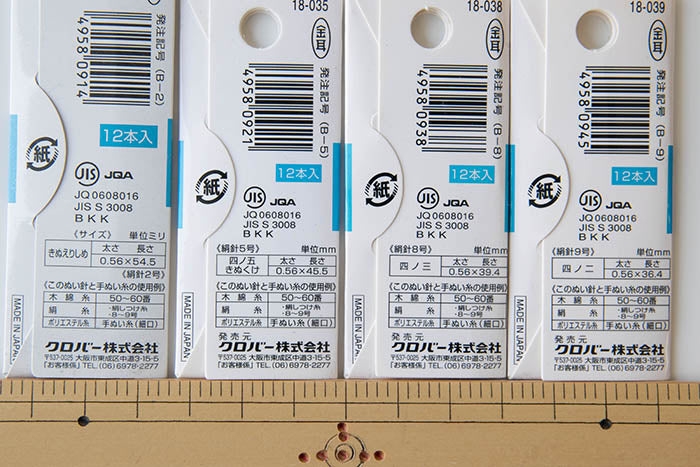 発注記号 (B-2)
4958 0914
12本入
紙
JIS JQA
JQ0608016
JIS S 3008
BKK
〈サイズ〉 単位ミリ
きぬえりしめ
太さ 長さ
0.56×54.5
〈絹針2号〉
〈このぬい針と手ぬい糸の使用例〉
木綿糸 50〜60番
絹糸 ・絹しつけ糸
・8〜9号
ポリエステル糸 手ぬい糸(細口)
発売元
クロバー株式会社
〒537-0025 大阪市東成区中道3-15-5
「お客様係」TEL.(06)6978-2277
MADE IN JAPAN
18-035
金耳
発注記号 (B-5)
4958 0921
12本入
紙
JIS JQA
JQ0608016
JIS S 3008
BKK
〈絹針5号〉 単位mm
四ノ五
きぬくけ
太さ 長さ
0.56×45.5
〈このぬい針と手ぬい糸の使用例〉
木綿糸 50〜60番
絹糸 ・絹しつけ糸
・8〜9号
ポリエステル糸 手ぬい糸(細口)
発売元
クロバー株式会社
〒537-0025 大阪市東成区中道3-15-5
「お客様係」TEL.(06)6978-2277
MADE IN JAPAN
18-038
金耳
発注記号 (B-8)
4958 0938
12本入
紙
JIS JQA
JQ0608016
JIS S 3008
BKK
〈絹針8号〉 単位mm
四ノ三
太さ 長さ
0.56×39.4
〈このぬい針と手ぬい糸の使用例〉
木綿糸 50〜60番
絹糸 ・絹しつけ糸
・8〜9号
ポリエステル糸 手ぬい糸(細口)
発売元
クロバー株式会社
〒537-0025 大阪市東成区中道3-15-5
「お客様係」TEL.(06)6978-2277
MADE IN JAPAN
18-039
金耳
発注記号 (B-9)
4958 0945
12本入
紙
JIS JQA
JQ0608016
JIS S 3008
BKK
〈絹針9号〉 単位mm
四ノ二
太さ 長さ
0.56×36.4
〈このぬい針と手ぬい糸の使用例〉
木綿糸 50〜60番
絹糸 ・絹しつけ糸
・8〜9号
ポリエステル糸 手ぬい糸(細口)
発売元
クロバー株式会社
〒537-0025 大阪市東成区中道3-15-5
「お客様係」TEL.(06)6978-2277